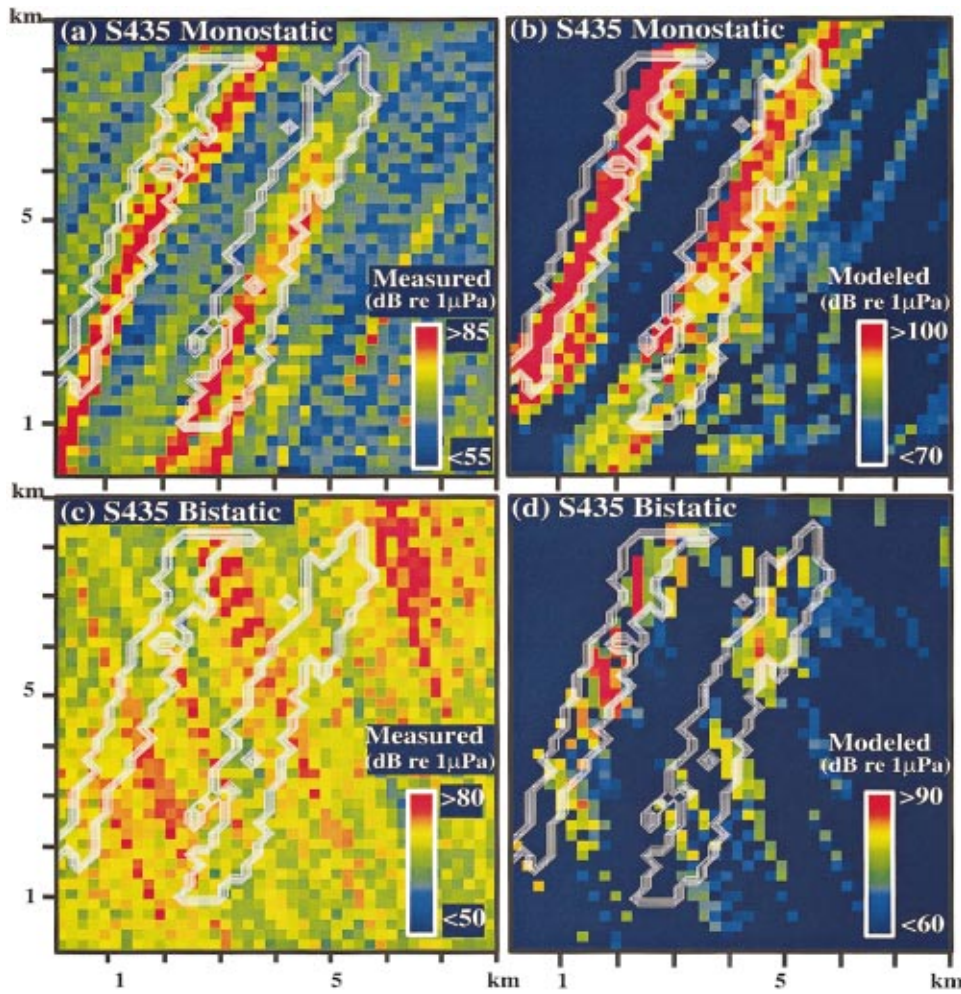 km
(a) S435 Monostatic
(b) S435 Monostatic
5
Measured
(dB re 1µPa)
>85
<55
1
Modeled
(dB re 1µPa)
>100
<70
km
(c) S435 Bistatic
(d) S435 Bistatic
5
Measured
(dB re 1µPa)
>80
<50
1
Modeled
(dB re 1µPa)
>90
<60
1
5
km
1
5
km